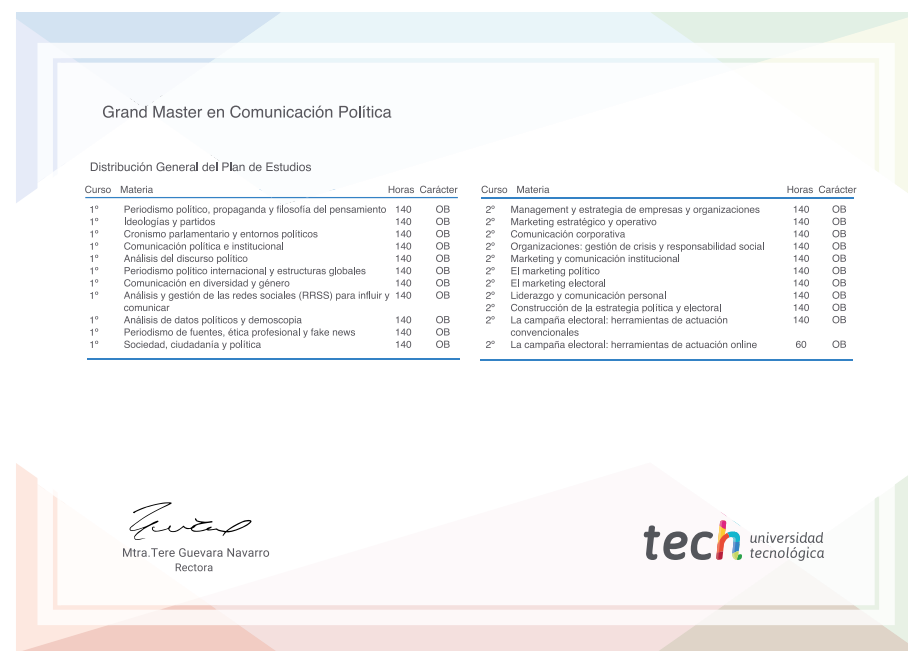 Grand Master en Comunicación Política
Distribución General del Plan de Estudios
Curso Materia Horas Carácter
1º Periodismo político, propaganda y filosofía del pensamiento 140 OB
1º Ideologías y partidos 140 OB
1º Cronismo parlamentario y entornos políticos 140 OB
1º Comunicación política e institucional 140 OB
1º Análisis del discurso político 140 OB
1º Periodismo político internacional y estructuras globales 140 OB
1º Comunicación en diversidad y género 140 OB
1º Análisis y gestión de las redes sociales (RRSS) para influir y 140 OB
comunicar
1º Análisis de datos políticos y demoscopia 140 OB
1º Periodismo de fuentes, ética profesional y fake news 140 OB
1º Sociedad, ciudadanía y política 140 OB
Curso Materia Horas Carácter
2º Management y estrategia de empresas y organizaciones 140 OB
2º Marketing estratégico y operativo 140 OB
2º Comunicación corporativa 140 OB
2º Organizaciones: gestión de crisis y responsabilidad social 140 OB
2º Marketing y comunicación institucional 140 OB
2º El marketing político 140 OB
2º El marketing electoral 140 OB
2º Liderazgo y comunicación personal 140 OB
2º Construcción de la estrategia política y electoral 140 OB
2º La campaña electoral: herramientas de actuación 140 OB
convencionales
2º La campaña electoral: herramientas de actuación online 60 OB
Mtra.Tere Guevara Navarro
Rectora
tech universidad
tecnológica